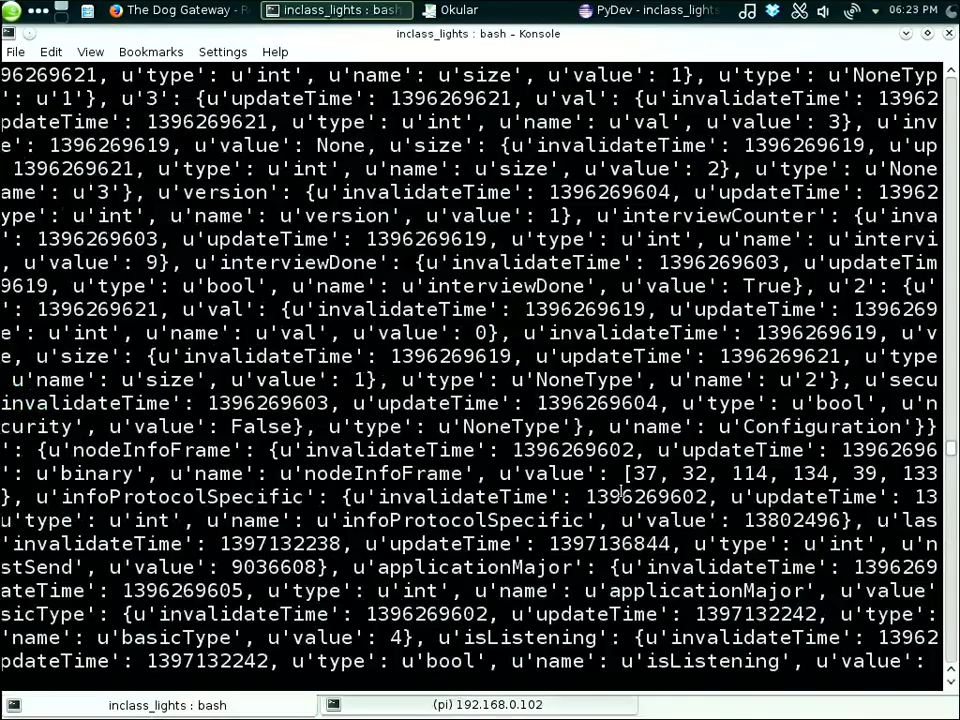 The Dog Gateway - R
inclass_lights : bash
Okular
PyDev - inclass_lights
06:23 PM
inclass_lights : bash – Konsole
File Edit View Bookmarks Settings Help
96269621, u'type': u'int', u'name': u'size', u'value': 1}, u'type': u'NoneTyp
': u'1'}, u'3': {u'updateTime': 1396269621, u'val': {u'invalidateTime': 13962
pdateTime': 1396269621, u'type': u'int', u'name': u'val', u'value': 3}, u'inv
e': 1396269619, u'value': None, u'size': {u'invalidateTime': 1396269619, u'up
 1396269621, u'type': u'int', u'name': u'size', u'value': 2}, u'type': u'None
ame': u'3'}, u'version': {u'invalidateTime': 1396269604, u'updateTime': 13962
ype': u'int', u'name': u'version', u'value': 1}, u'interviewCounter': {u'inva
': 1396269603, u'updateTime': 1396269619, u'type': u'int', u'name': u'intervi
, u'value': 9}, u'interviewDone': {u'invalidateTime': 1396269603, u'updateTim
9619, u'type': u'bool', u'name': u'interviewDone', u'value': True}, u'2': {u'
': 1396269621, u'val': {u'invalidateTime': 1396269619, u'updateTime': 1396269
e': u'int', u'name': u'val', u'value': 0}, u'invalidateTime': 1396269619, u'v
e, u'size': {u'invalidateTime': 1396269619, u'updateTime': 1396269621, u'type
 u'name': u'size', u'value': 1}, u'type': u'NoneType', u'name': u'2'}, u'secu
invalidateTime': 1396269603, u'updateTime': 1396269604, u'type': u'bool', u'n
curity', u'value': False}, u'type': u'NoneType'}, u'name': u'Configuration'}}
': {u'nodeInfoFrame': {u'invalidateTime': 1396269602, u'updateTime': 13962696
': u'binary', u'name': u'nodeInfoFrame', u'value': [37, 32, 114, 134, 39, 133
}, u'infoProtocolSpecific': {u'invalidateTime': 1396269602, u'updateTime': 13
u'type': u'int', u'name': u'infoProtocolSpecific', u'value': 13802496}, u'las
'invalidateTime': 1397132238, u'updateTime': 1397136844, u'type': u'int', u'n
stSend', u'value': 9036608}, u'applicationMajor': {u'invalidateTime': 1396269
ateTime': 1396269605, u'type': u'int', u'name': u'applicationMajor', u'value'
sicType': {u'invalidateTime': 1396269602, u'updateTime': 1397132242, u'type':
'name': u'basicType', u'value': 4}, u'isListening': {u'invalidateTime': 13962
pdateTime': 1397132242, u'type': u'bool', u'name': u'isListening', u'value':
inclass_lights : bash
(pi) 192.168.0.102